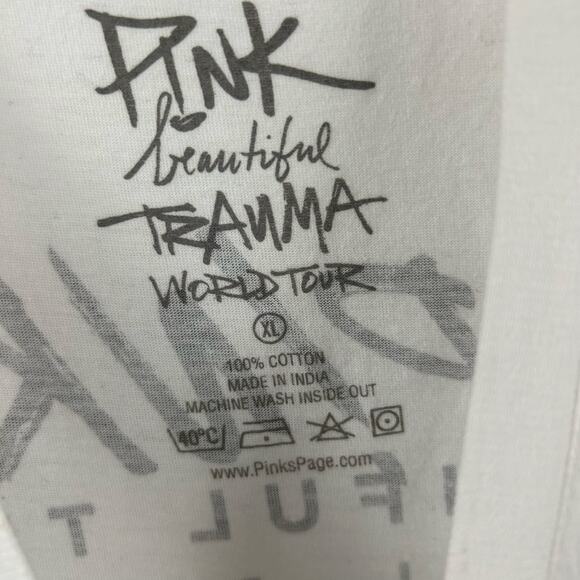 P!NK
beautiful
TRAUMA
WORLD TOUR
XL
100% COTTON
MADE IN INDIA
MACHINE WASH INSIDE OUT
40°C
www.PinksPage.com